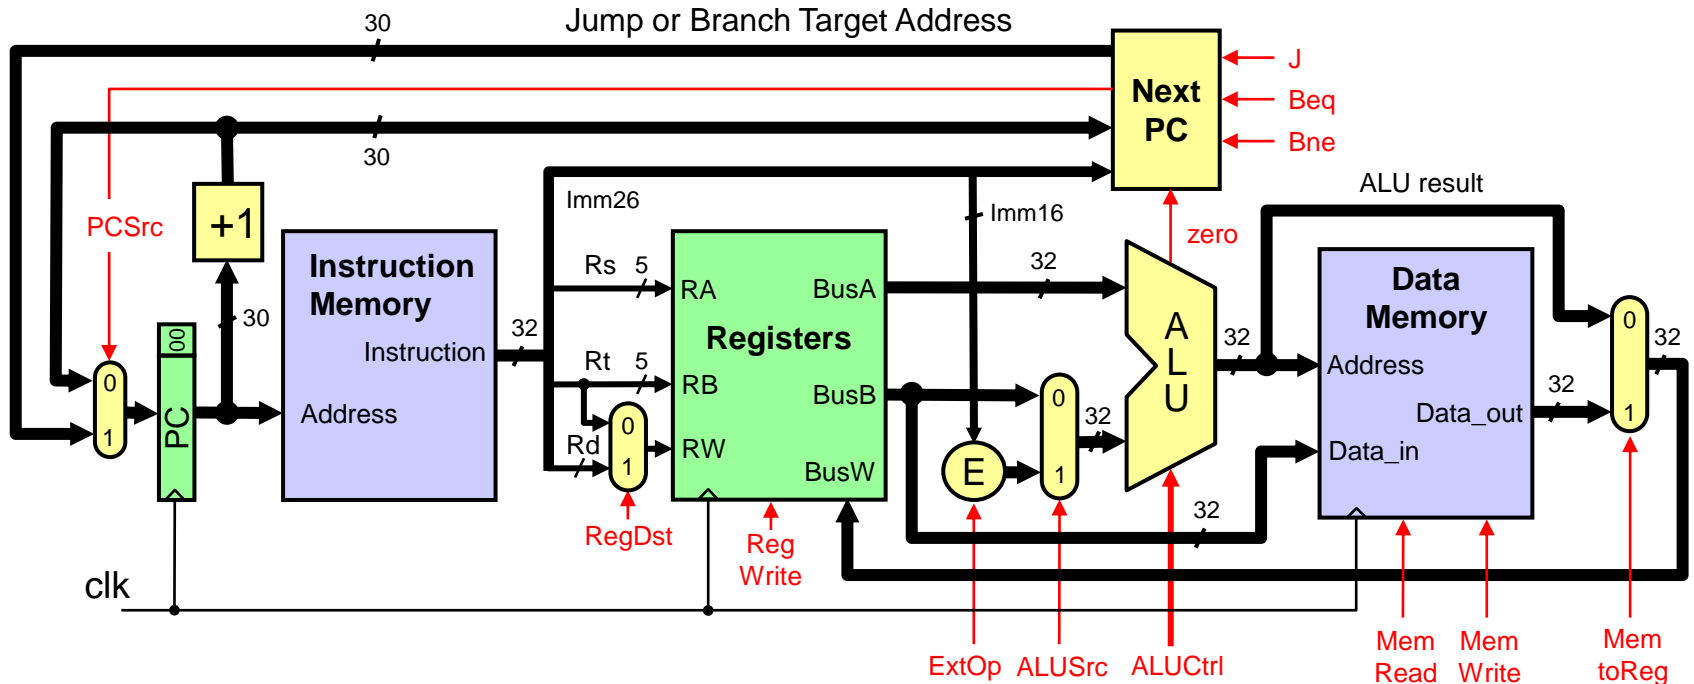 30
Jump or Branch Target Address
30
Next
PC
J
Beq
Bne
PCSrc
+1
30
Imm26
Imm16
zero
ALU result
Instruction
Memory
Instruction
Address
32
Rs 5
Rt 5
Rd
0
1
RA
RB
RW
Registers
BusA
BusB
BusW
32
E
0
1
32
A
L
U
32
Data
Memory
Address
Data_out
Data_in
32
32
0
1
32
0
1
PC
00
RegDst
Reg
Write
clk
ExtOp
ALUSrc
ALUCtrl
Mem
Read
Mem
Write
Mem
toReg